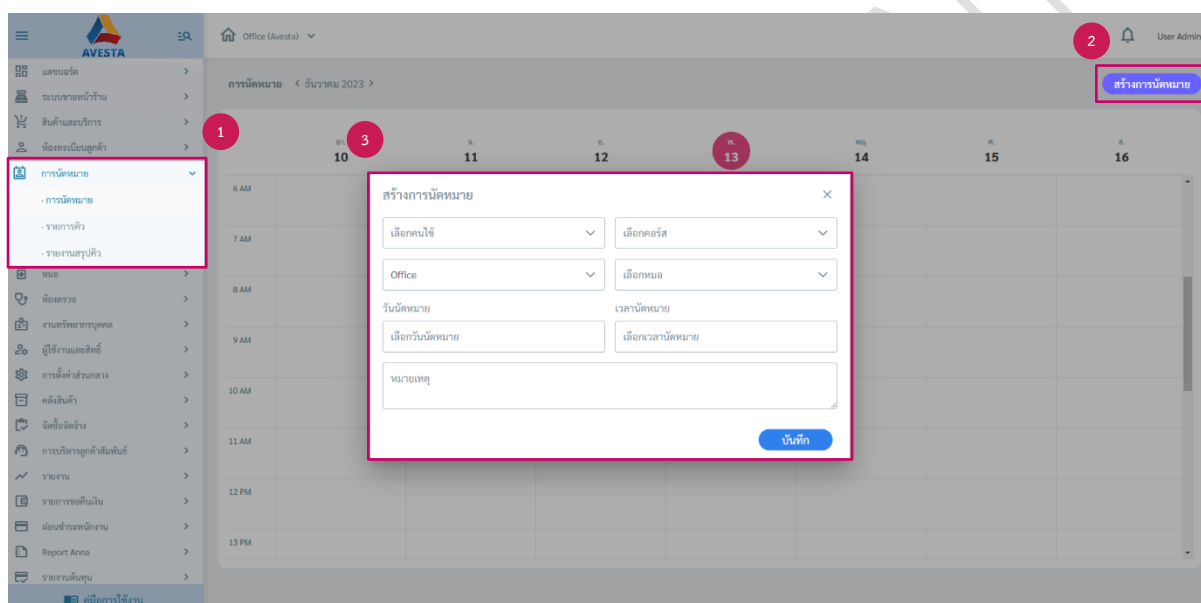 AVESTA
Office (Avesta)
2
User Admin
แดชบอร์ด
ระบบขายหน้าร้าน
สินค้าและบริการ
ห้องทะเบียนลูกค้า
การนัดหมาย
· การนัดหมาย
· รายการคิว
· รายงานสรุปคิว
หมอ
ห้องตรวจ
งานทรัพยากรบุคคล
ผู้ใช้งานและสิทธิ์
การตั้งค่าส่วนกลาง
คลังสินค้า
จัดซื้อจัดจ้าง
การบริหารลูกค้าสัมพันธ์
รายงาน
รายการขอคืนเงิน
ผ่อนชำระพนักงาน
Report Anna
รายงานต้นทุน
คู่มือการใช้งาน
การนัดหมาย < ธันวาคม 2023 >
สร้างการนัดหมาย
1
3
อา. จ. อ. พ. พฤ. ศ. ส.
10 11 12 13 14 15 16
6 AM
7 AM
8 AM
9 AM
10 AM
11 AM
12 PM
13 PM
สร้างการนัดหมาย ×
เลือกคนไข้ เลือกคอร์ส
Office เลือกหมอ
วันนัดหมาย เวลานัดหมาย
เลือกวันนัดหมาย เลือกเวลานัดหมาย
หมายเหตุ
บันทึก